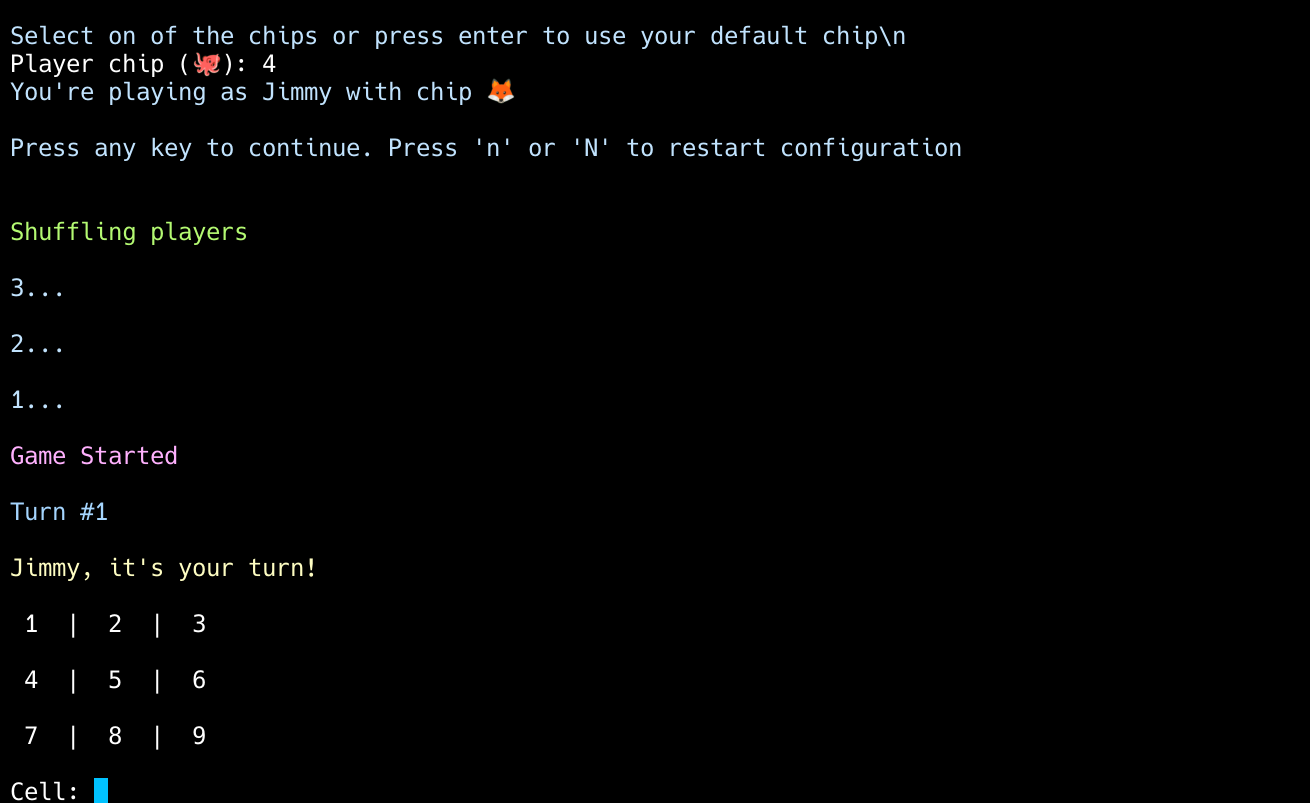 Select on of the chips or press enter to use your default chip\n
Player chip (🐙): 4
You're playing as Jimmy with chip 🦊
Press any key to continue. Press 'n' or 'N' to restart configuration
Shuffling players
3...
2...
1...
Game Started
Turn #1
Jimmy, it's your turn!
1 | 2 | 3
4 | 5 | 6
7 | 8 | 9
Cell: